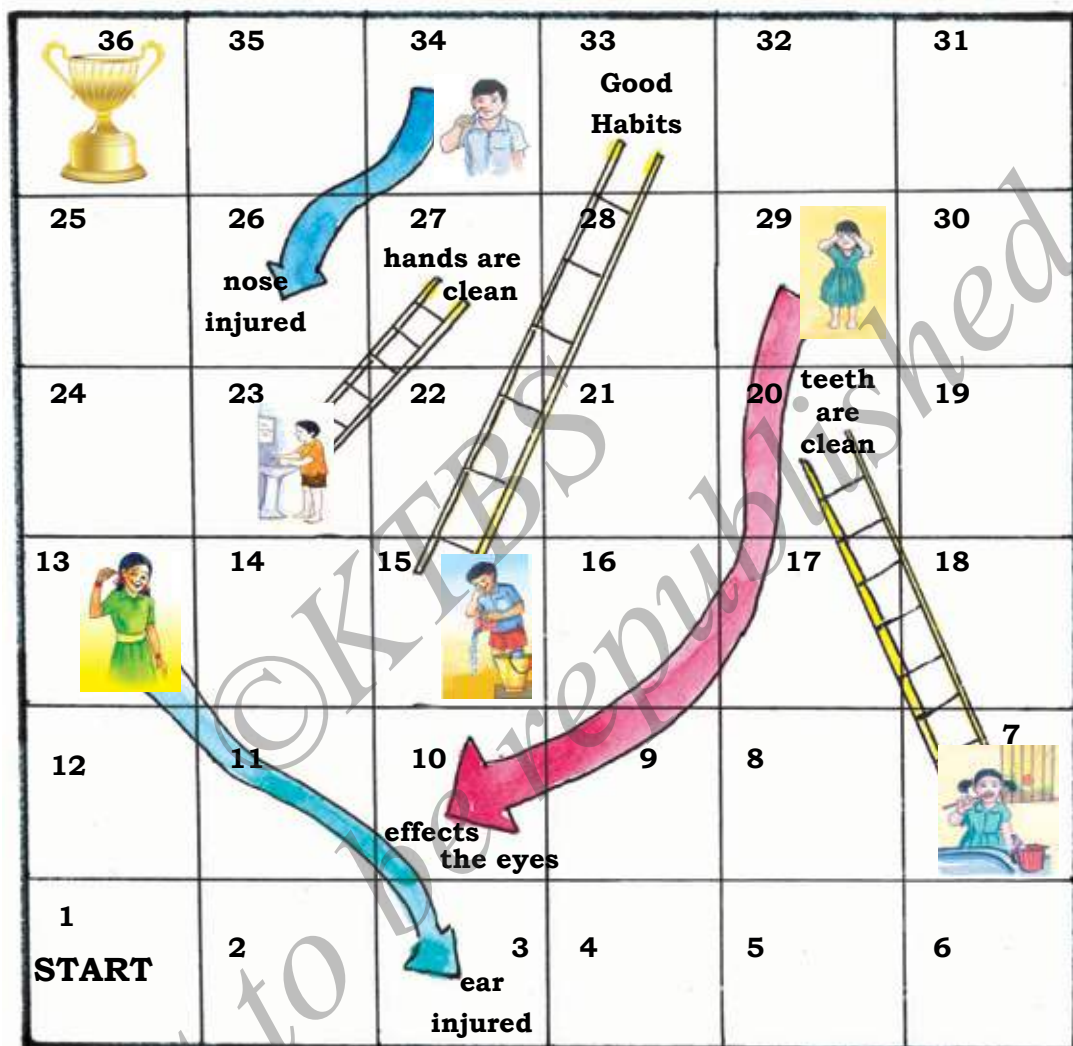 36 35 34 33 32 31
Good
Habits
25 26 27 28 29 30
hands are
clean
nose
injured
24 23 22 21 20 19
teeth
are
clean
13 14 15 16 17 18
12 11 10 9 8 7
effects
the eyes
1 2 3 4 5 6
START
ear
injured
©KTBS
to be republished